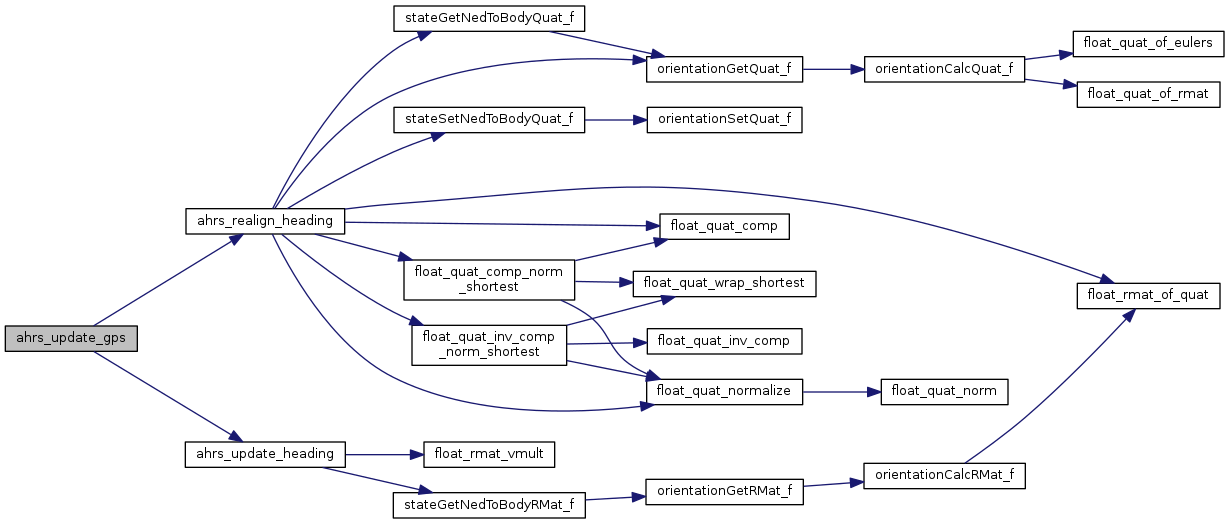 stateGetNedToBodyQuat_f
float_quat_of_eulers
orientationGetQuat_f
orientationCalcQuat_f
float_quat_of_rmat
stateSetNedToBodyQuat_f
orientationSetQuat_f
ahrs_realign_heading
float_quat_comp
float_quat_comp_norm
_shortest
float_quat_wrap_shortest
float_rmat_of_quat
ahrs_update_gps
float_quat_inv_comp
_norm_shortest
float_quat_inv_comp
float_quat_normalize
float_quat_norm
ahrs_update_heading
float_rmat_vmult
stateGetNedToBodyRMat_f
orientationGetRMat_f
orientationCalcRMat_f